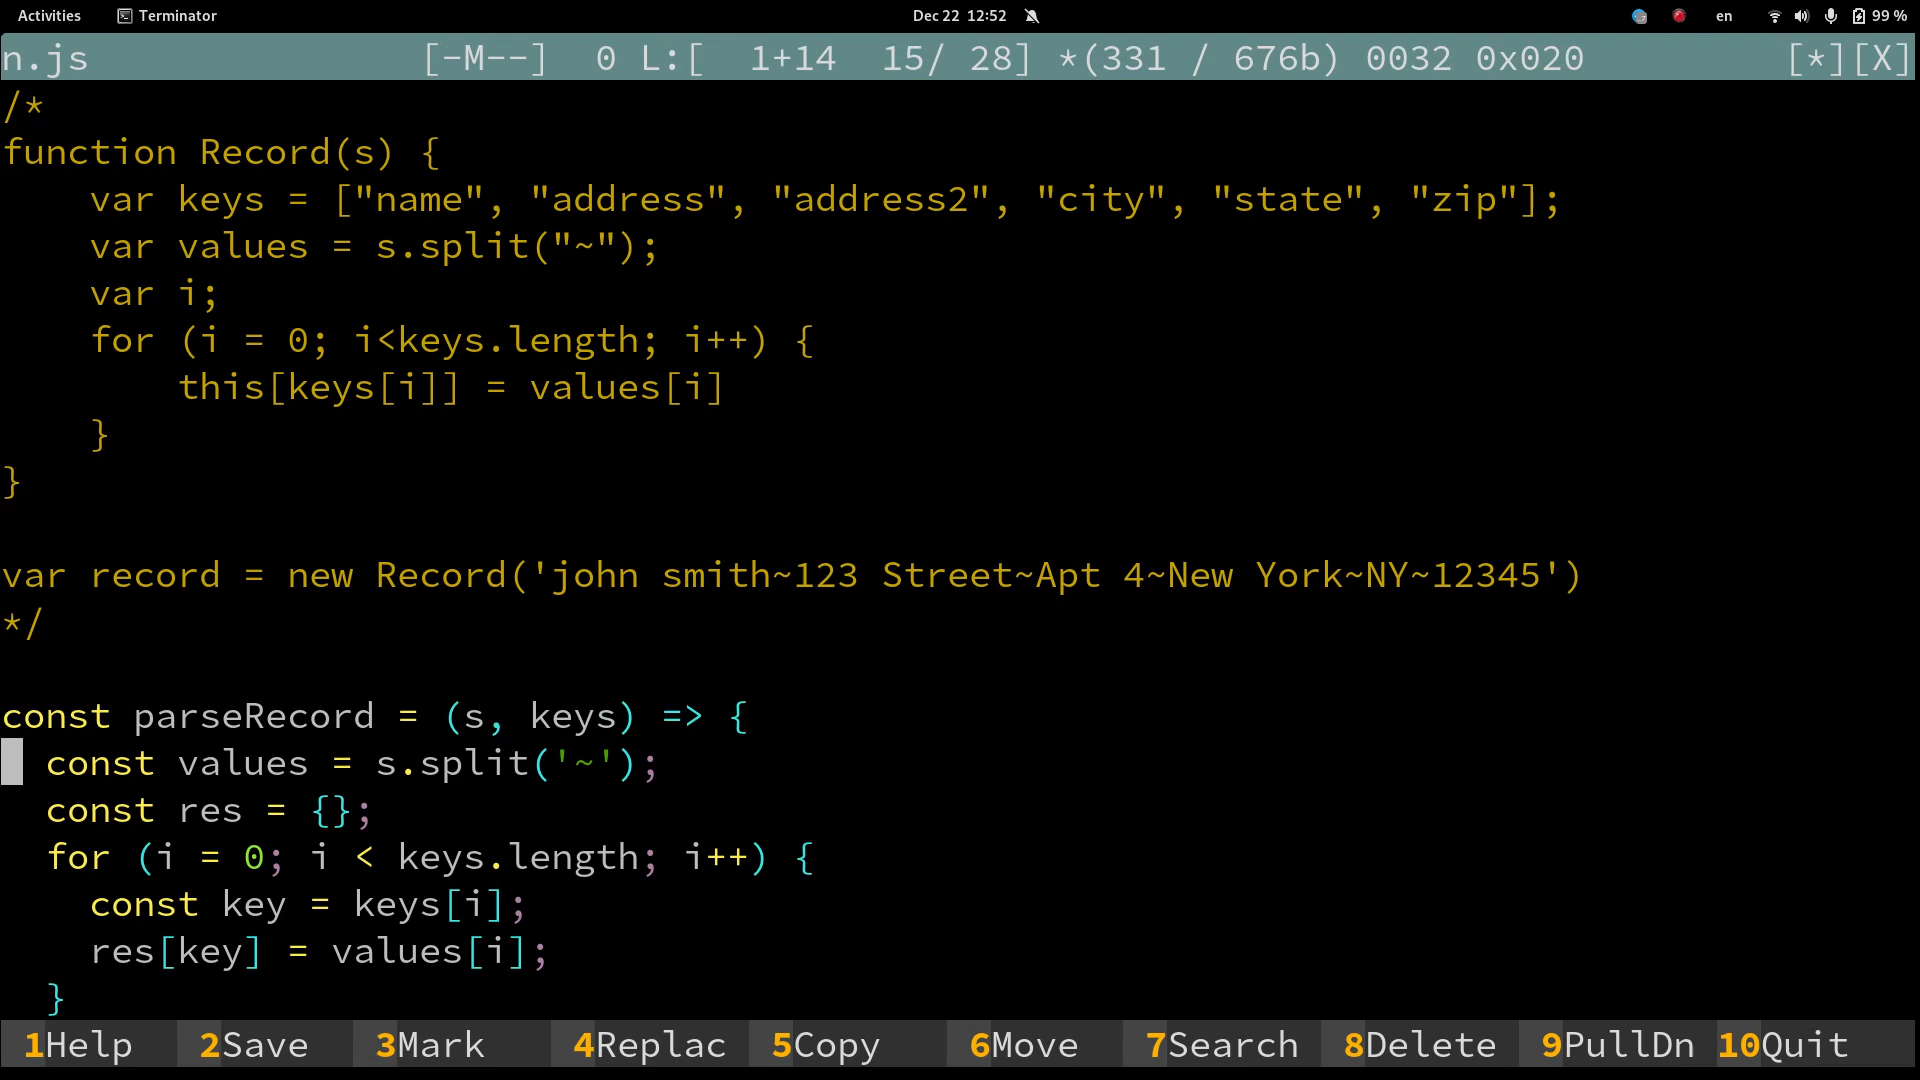 Activities Terminator Dec 22 12:52 en 99 %
n.js [-M--] 0 L:[ 1+14 15/ 28] *(331 / 676b) 0032 0x020 [*][X]
/*
function Record(s) {
    var keys = ["name", "address", "address2", "city", "state", "zip"];
    var values = s.split("~");
    var i;
    for (i = 0; i<keys.length; i++) {
        this[keys[i]] = values[i]
    }
}

var record = new Record('john smith~123 Street~Apt 4~New York~NY~12345')
*/

const parseRecord = (s, keys) => {
  const values = s.split('~');
  const res = {};
  for (i = 0; i < keys.length; i++) {
    const key = keys[i];
    res[key] = values[i];
  }
1Help 2Save 3Mark 4Replac 5Copy 6Move 7Search 8Delete 9PullDn 10Quit